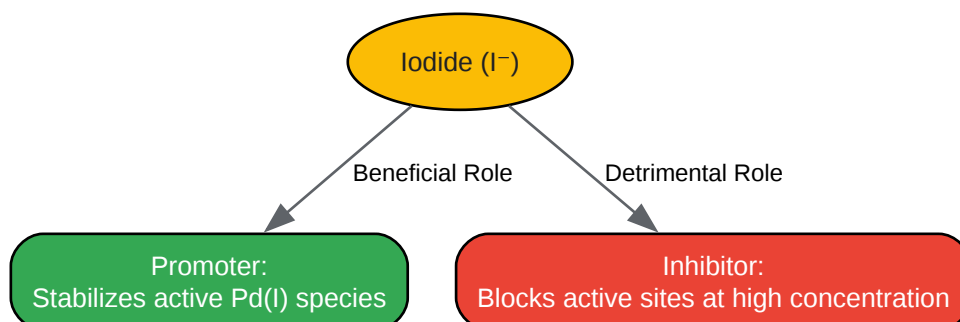 Iodide (I⁻)
Beneficial Role
Detrimental Role
Promoter:
Stabilizes active Pd(I) species
Inhibitor:
Blocks active sites at high concentration